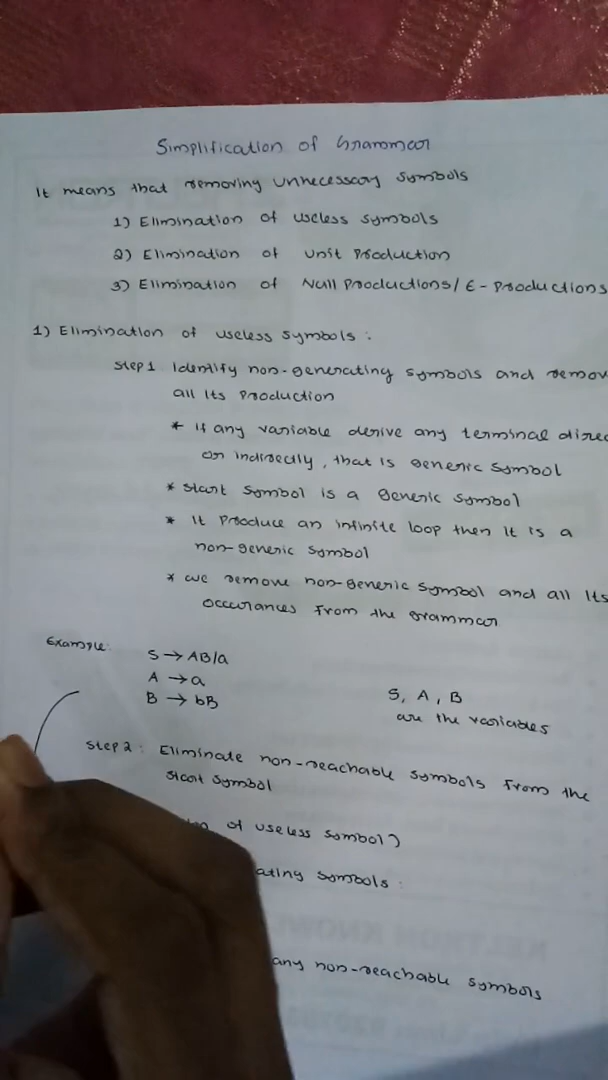 Simplification of Grammar
It means that removing unnecessary symbols
1) Elimination of useless symbols
2) Elimination of unit production
3) Elimination of Null Productions/ ε- productions
1) Elimination of useless symbols :
Step 1 Identify non-generating symbols and remov
all its production
* if any variable derive any terminal direc
or indirectly, that is generic symbol
* start symbol is a generic symbol
* It produce an infinite loop then it is a
non-generic symbol
* we remove non-generic symbol and all its
occurances from the grammar
Example:
S → AB/a
A → a
B → bB
S, A, B
are the variables
Step 2 : Eliminate non-reachable symbols from the
start symbol
of useless symbol)
ating symbols :
any non-reachable symbols